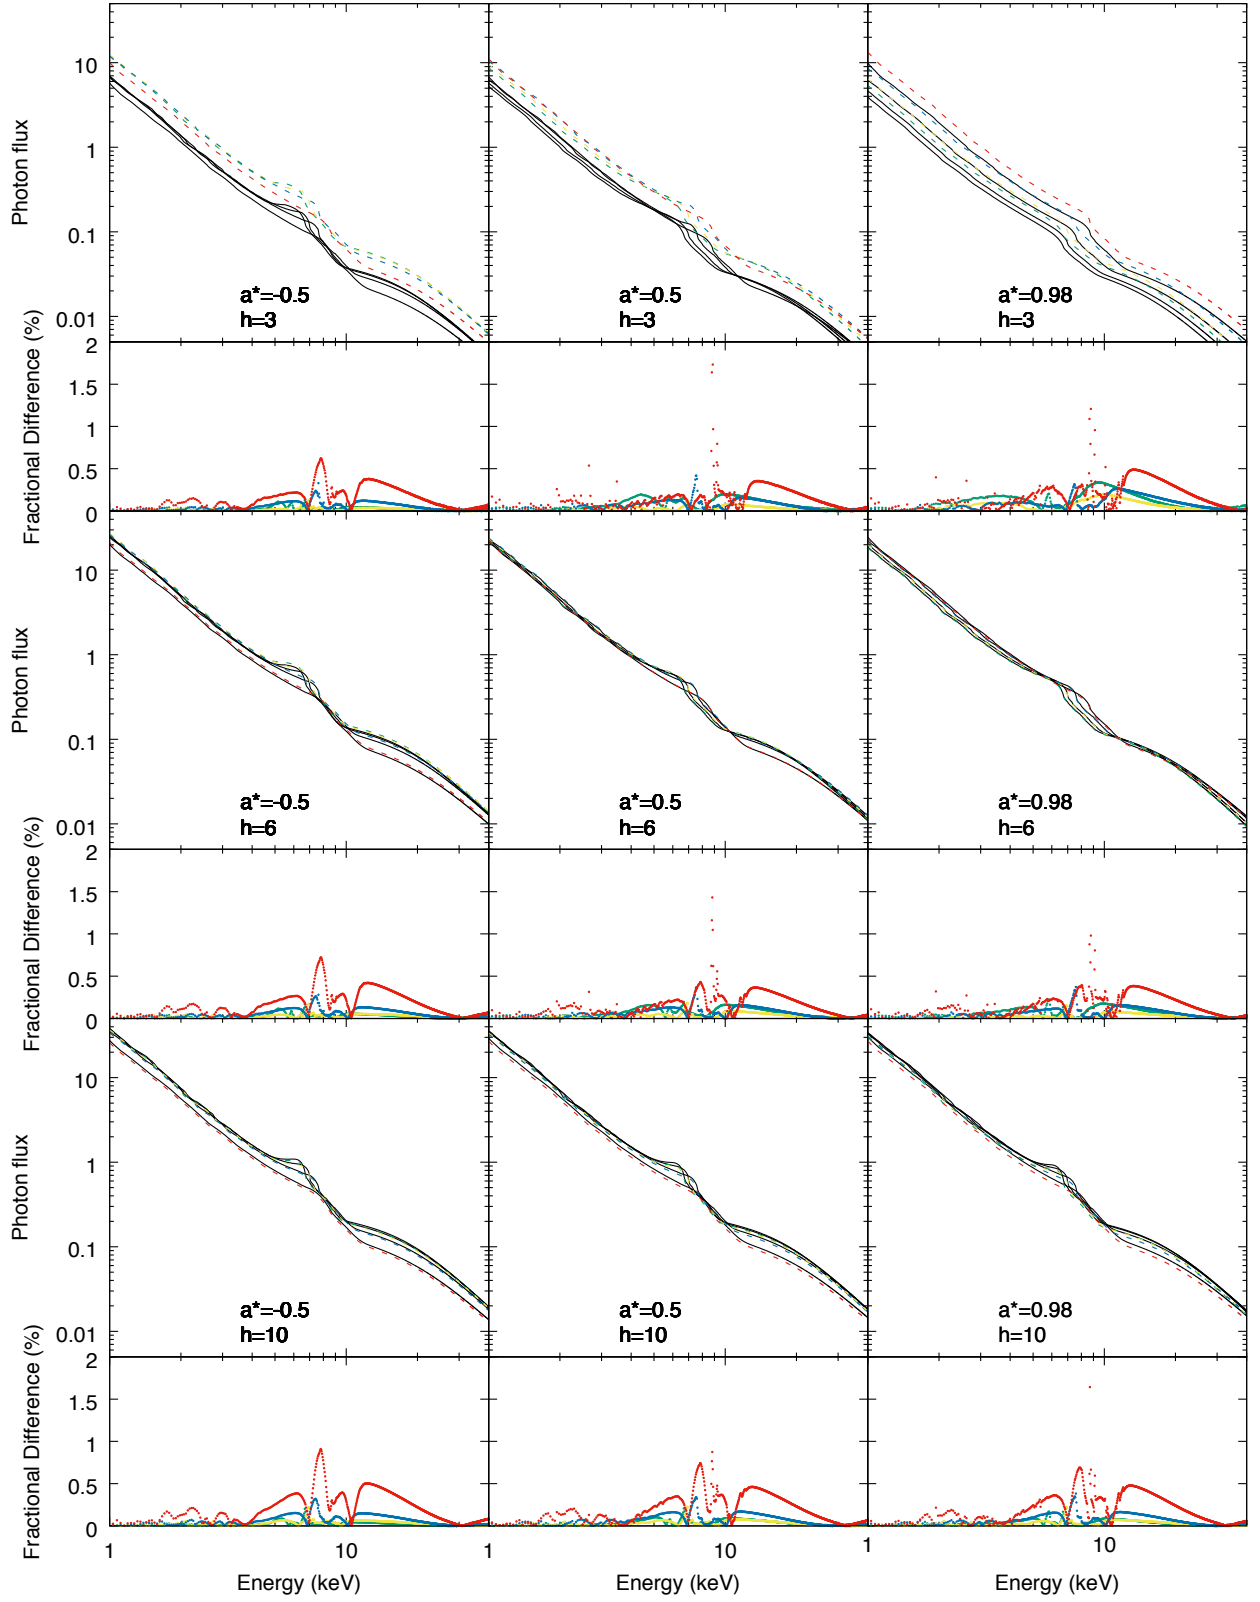 Photon flux
10
1
0.1
0.01
a*=-0.5
h=3
a*=0.5
h=3
a*=0.98
h=3
Fractional Difference (%)
2
1.5
1
0.5
0
Photon flux
10
1
0.1
0.01
a*=-0.5
h=6
a*=0.5
h=6
a*=0.98
h=6
Fractional Difference (%)
2
1.5
1
0.5
0
Photon flux
10
1
0.1
0.01
a*=-0.5
h=10
a*=0.5
h=10
a*=0.98
h=10
Fractional Difference (%)
2
1.5
1
0.5
0
1 10 1 10 1 10
Energy (keV) Energy (keV) Energy (keV)